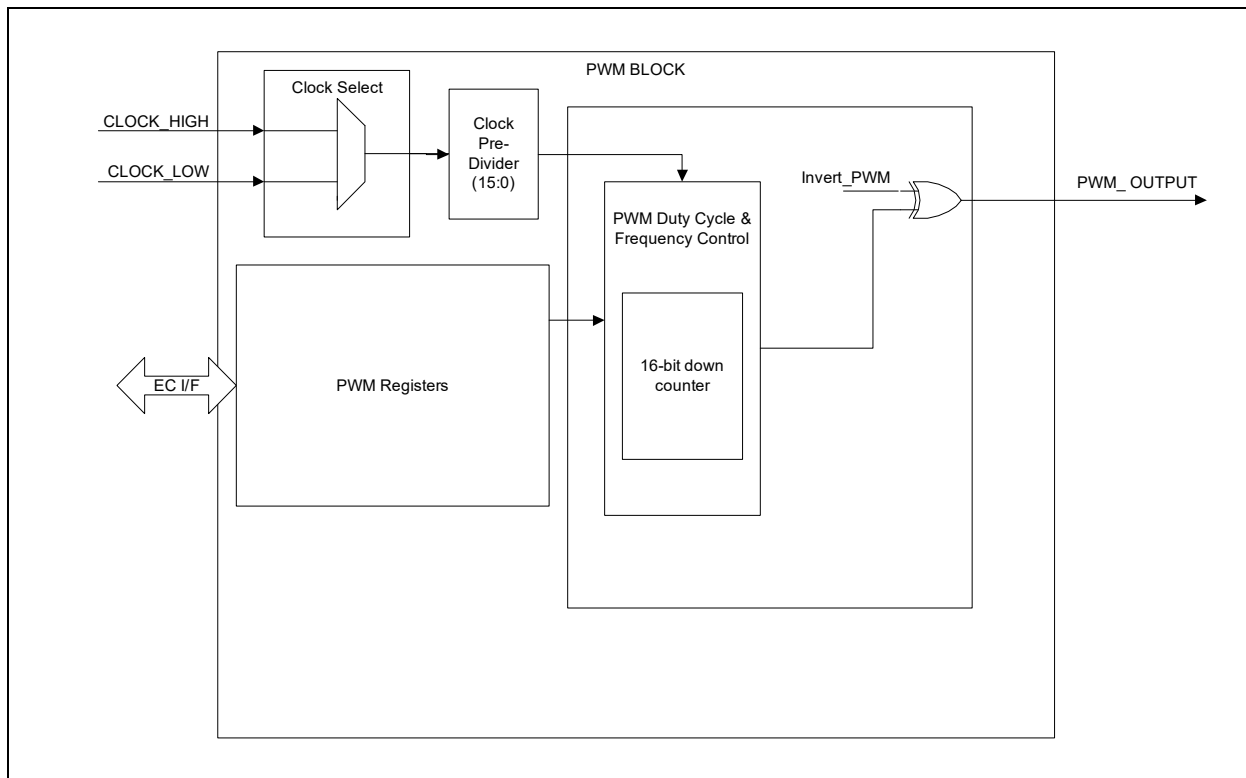 PWM BLOCK
Clock Select
CLOCK_HIGH
CLOCK_LOW
Clock
Pre-
Divider
(15:0)
Invert_PWM
PWM_ OUTPUT
PWM Duty Cycle &
Frequency Control
16-bit down
counter
EC I/F
PWM Registers